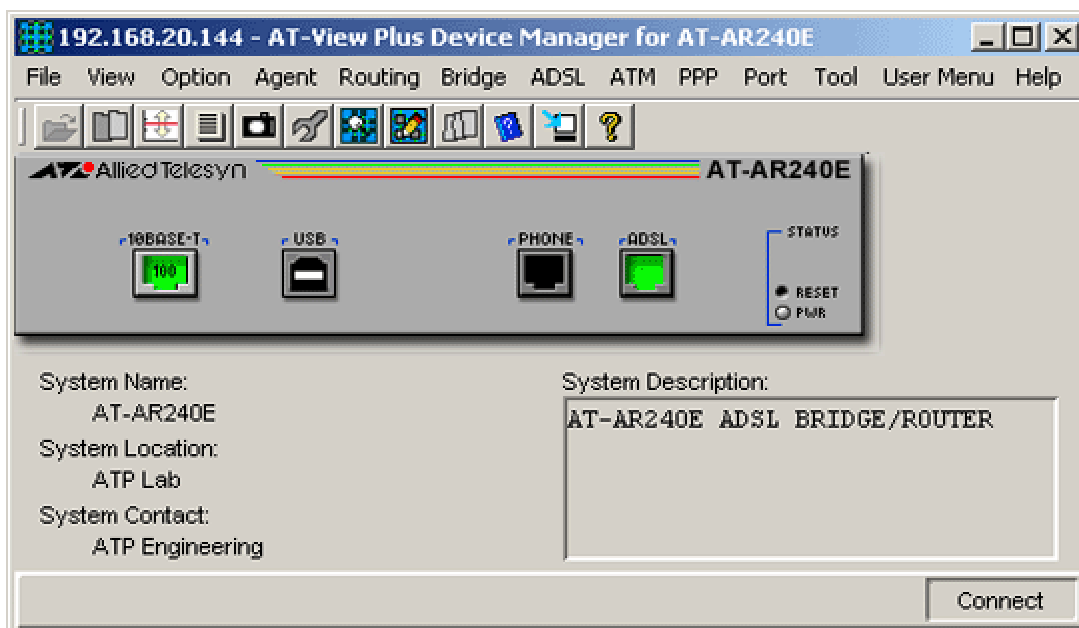 192.168.20.144 - AT-View Plus Device Manager for AT-AR240E
File View Option Agent Routing Bridge ADSL ATM PPP Port Tool User Menu Help
Allied Telesyn AT-AR240E
10BASE-T USB PHONE ADSL STATUS
100
RESET
PWR
System Name:
AT-AR240E
System Location:
ATP Lab
System Contact:
ATP Engineering
System Description:
AT-AR240E ADSL BRIDGE/ROUTER
Connect